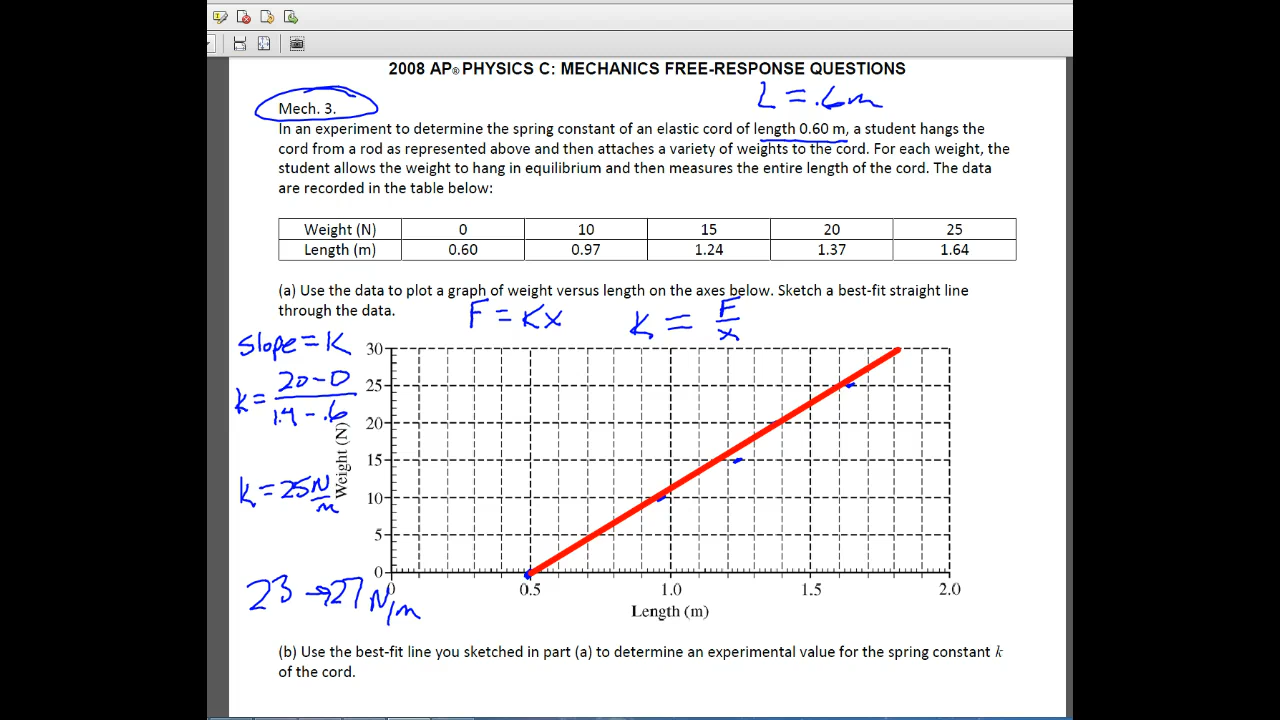 2008 AP® PHYSICS C: MECHANICS FREE-RESPONSE QUESTIONS
L = .6m
Mech. 3.
In an experiment to determine the spring constant of an elastic cord of length 0.60 m, a student hangs the
cord from a rod as represented above and then attaches a variety of weights to the cord. For each weight, the
student allows the weight to hang in equilibrium and then measures the entire length of the cord. The data
are recorded in the table below:
Weight (N) 0 10 15 20 25
Length (m) 0.60 0.97 1.24 1.37 1.64
(a) Use the data to plot a graph of weight versus length on the axes below. Sketch a best-fit straight line
through the data.
F = Kx
K = F/x
slope = K
k = 20-0 / 1.4-.6
k = 25 N/m
23 → 27 N/m
Weight (N)
30
25
20
15
10
5
0
0 0.5 1.0 1.5 2.0
Length (m)
(b) Use the best-fit line you sketched in part (a) to determine an experimental value for the spring constant k
of the cord.